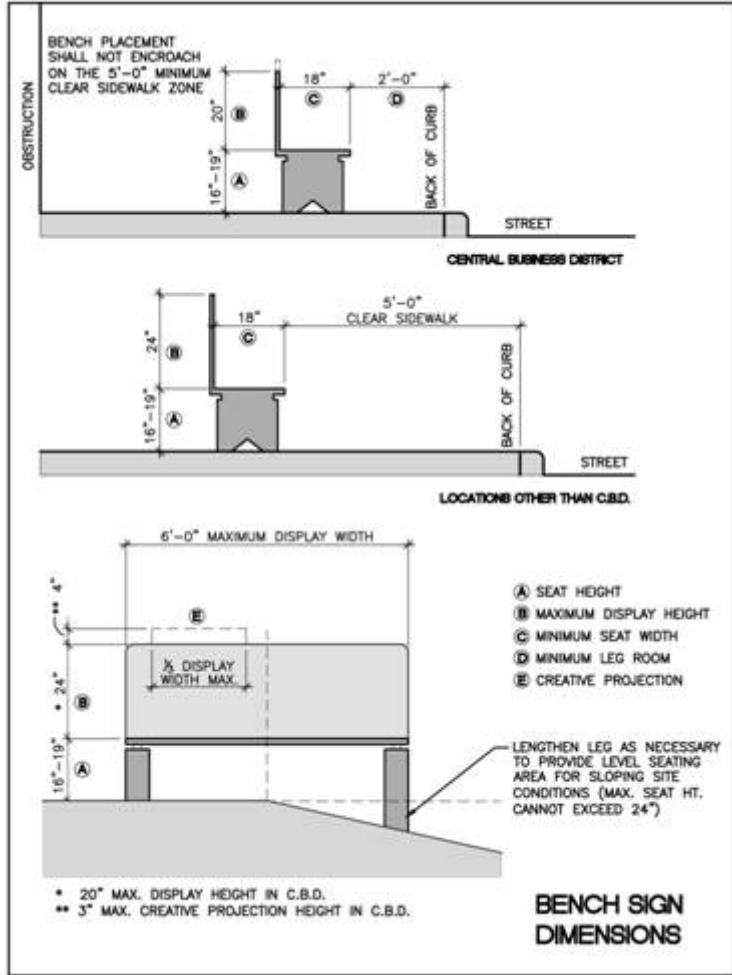 BENCH PLACEMENT
SHALL NOT ENCROACH
ON THE 5'-0" MINIMUM
CLEAR SIDEWALK ZONE
OBSTRUCTION
18"
2'-0"
C
D
20"
B
16"-19"
A
BACK OF CURB
STREET
CENTRAL BUSINESS DISTRICT
5'-0"
18"
CLEAR SIDEWALK
C
24"
B
16"-19"
A
BACK OF CURB
STREET
LOCATIONS OTHER THAN C.B.D.
6'-0" MAXIMUM DISPLAY WIDTH
** 4"
E
⅓ DISPLAY
WIDTH MAX.
* 24"
B
16"-19"
A
A SEAT HEIGHT
B MAXIMUM DISPLAY HEIGHT
C MINIMUM SEAT WIDTH
D MINIMUM LEG ROOM
E CREATIVE PROJECTION
LENGTHEN LEG AS NECESSARY
TO PROVIDE LEVEL SEATING
AREA FOR SLOPING SITE
CONDITIONS (MAX. SEAT HT.
CANNOT EXCEED 24")
* 20" MAX. DISPLAY HEIGHT IN C.B.D.
** 3" MAX. CREATIVE PROJECTION HEIGHT IN C.B.D.
BENCH SIGN
DIMENSIONS